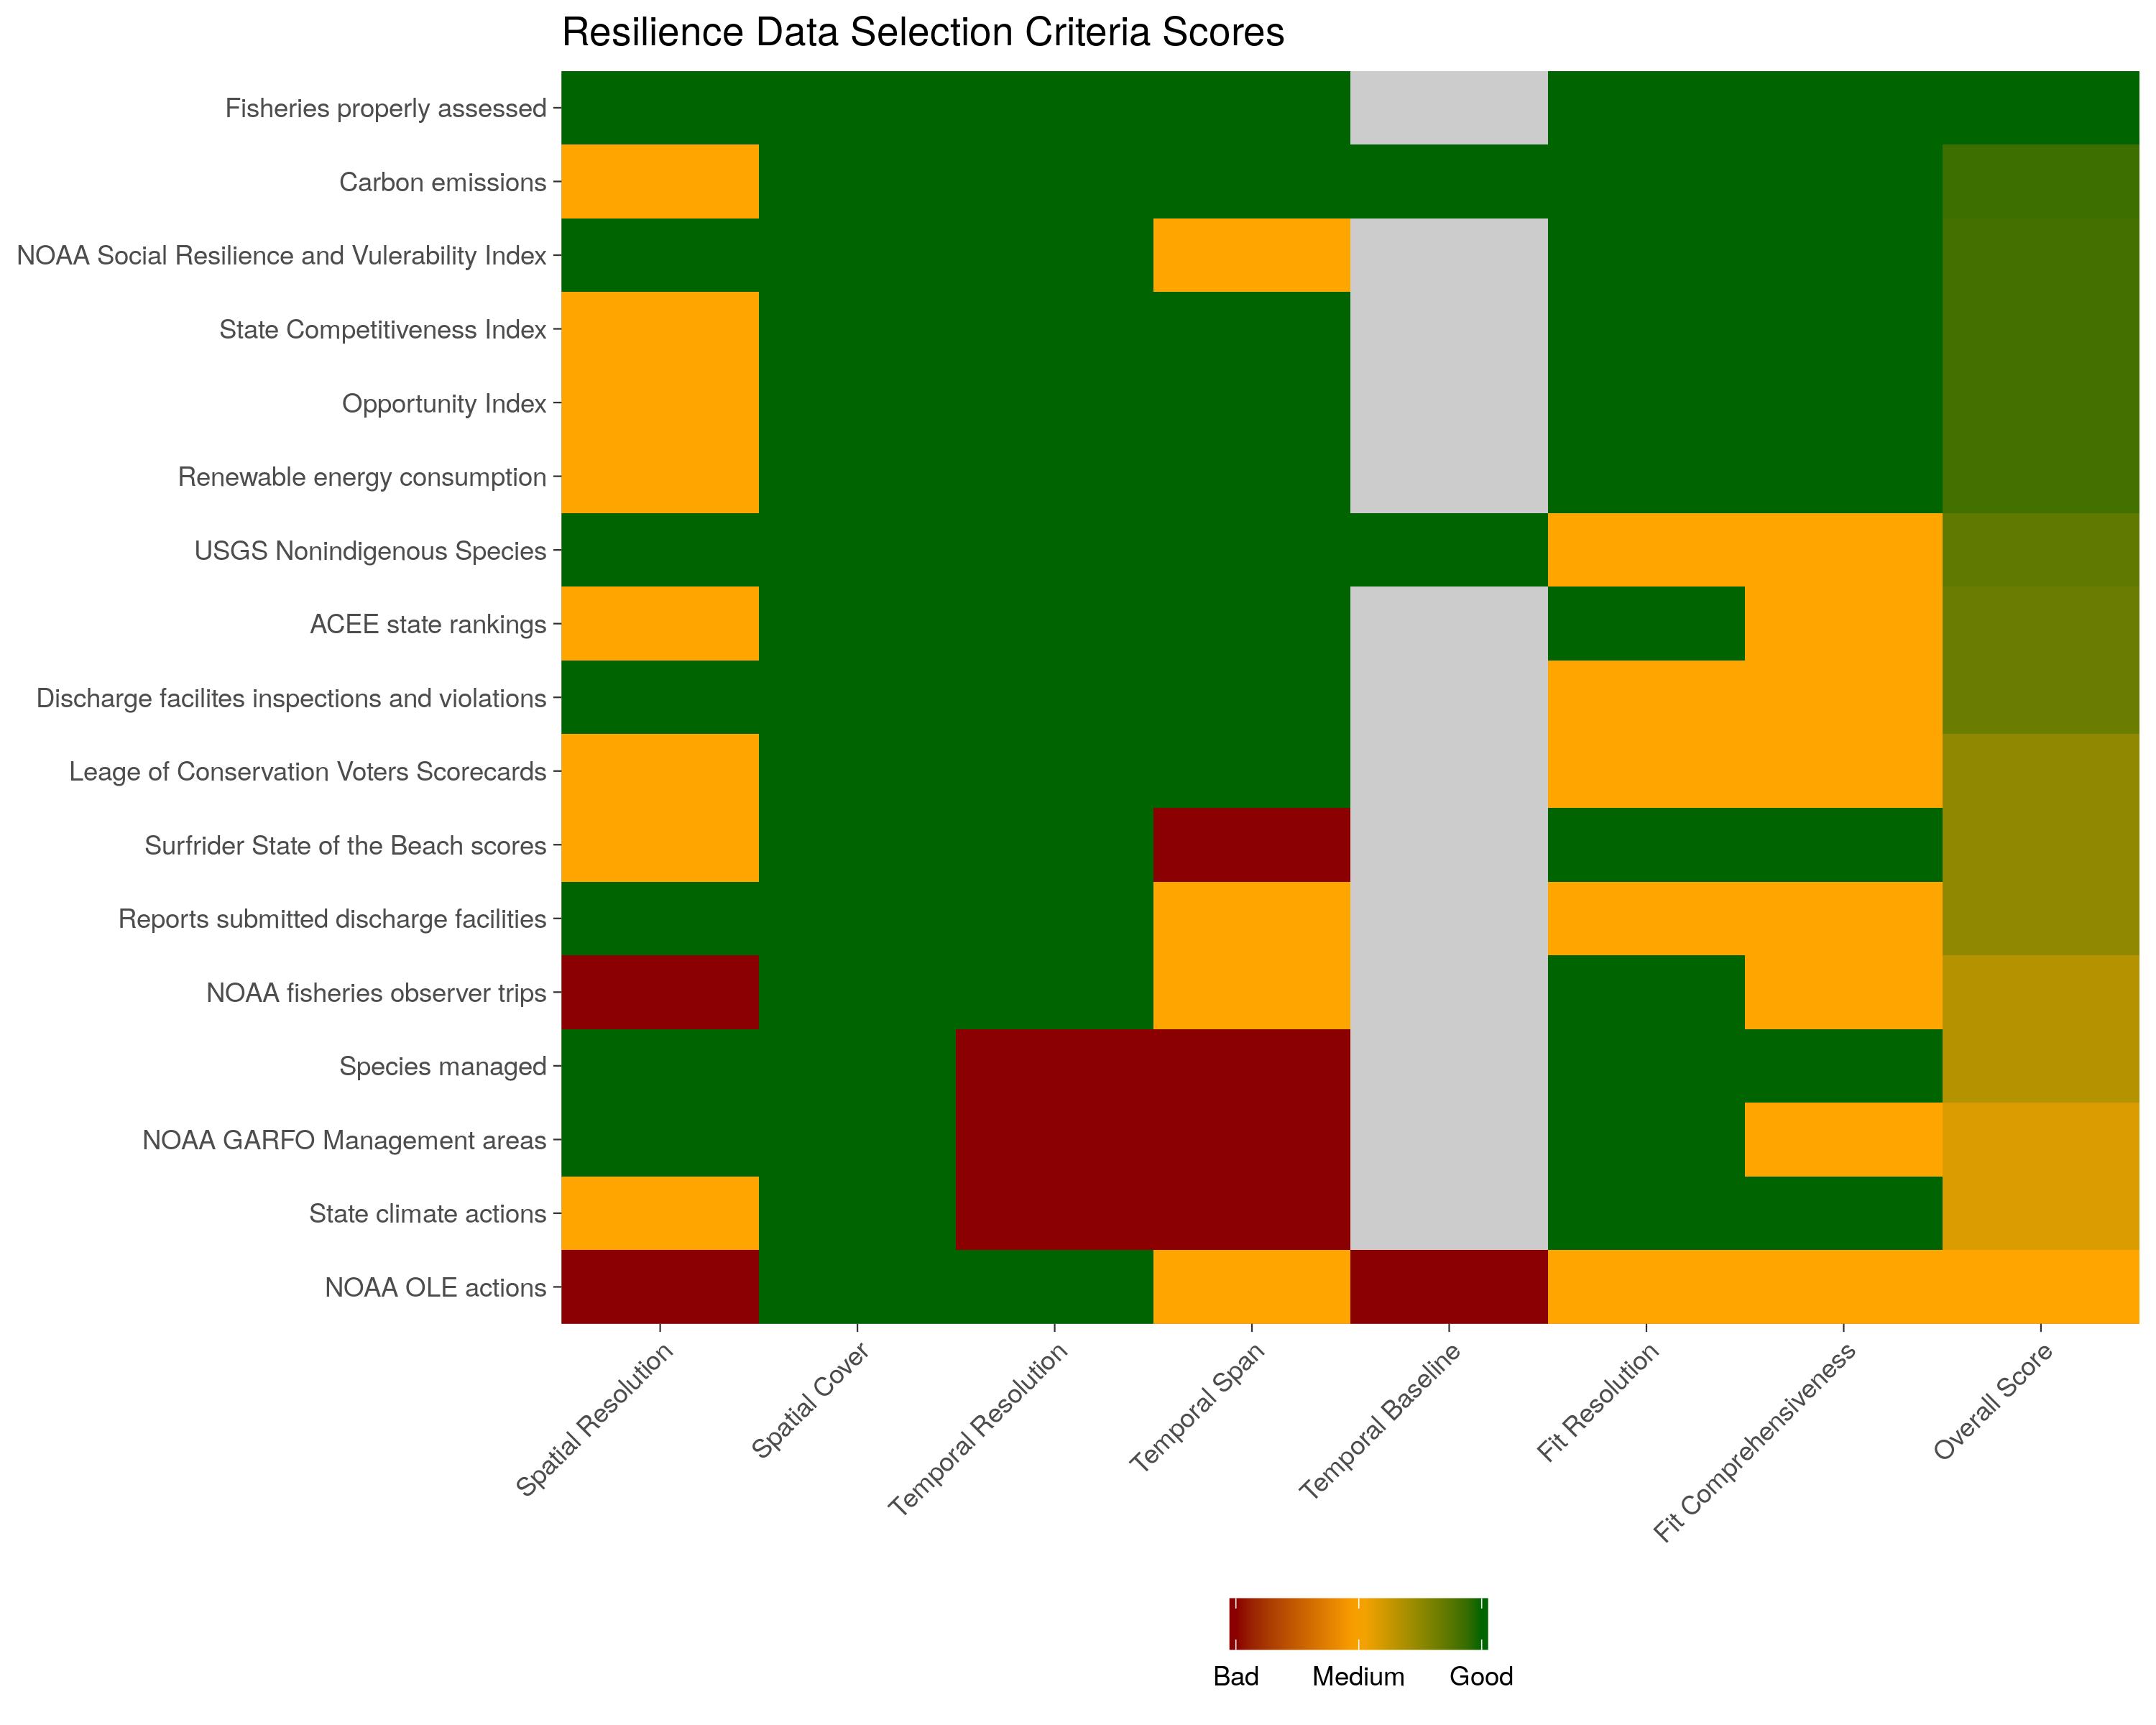 Resilience Data Selection Criteria Scores
Fisheries properly assessed
Carbon emissions
NOAA Social Resilience and Vulerability Index
State Competitiveness Index
Opportunity Index
Renewable energy consumption
USGS Nonindigenous Species
ACEE state rankings
Discharge facilites inspections and violations
Leage of Conservation Voters Scorecards
Surfrider State of the Beach scores
Reports submitted discharge facilities
NOAA fisheries observer trips
Species managed
NOAA GARFO Management areas
State climate actions
NOAA OLE actions
Spatial Resolution
Spatial Cover
Temporal Resolution
Temporal Span
Temporal Baseline
Fit Resolution
Fit Comprehensiveness
Overall Score
Bad Medium Good